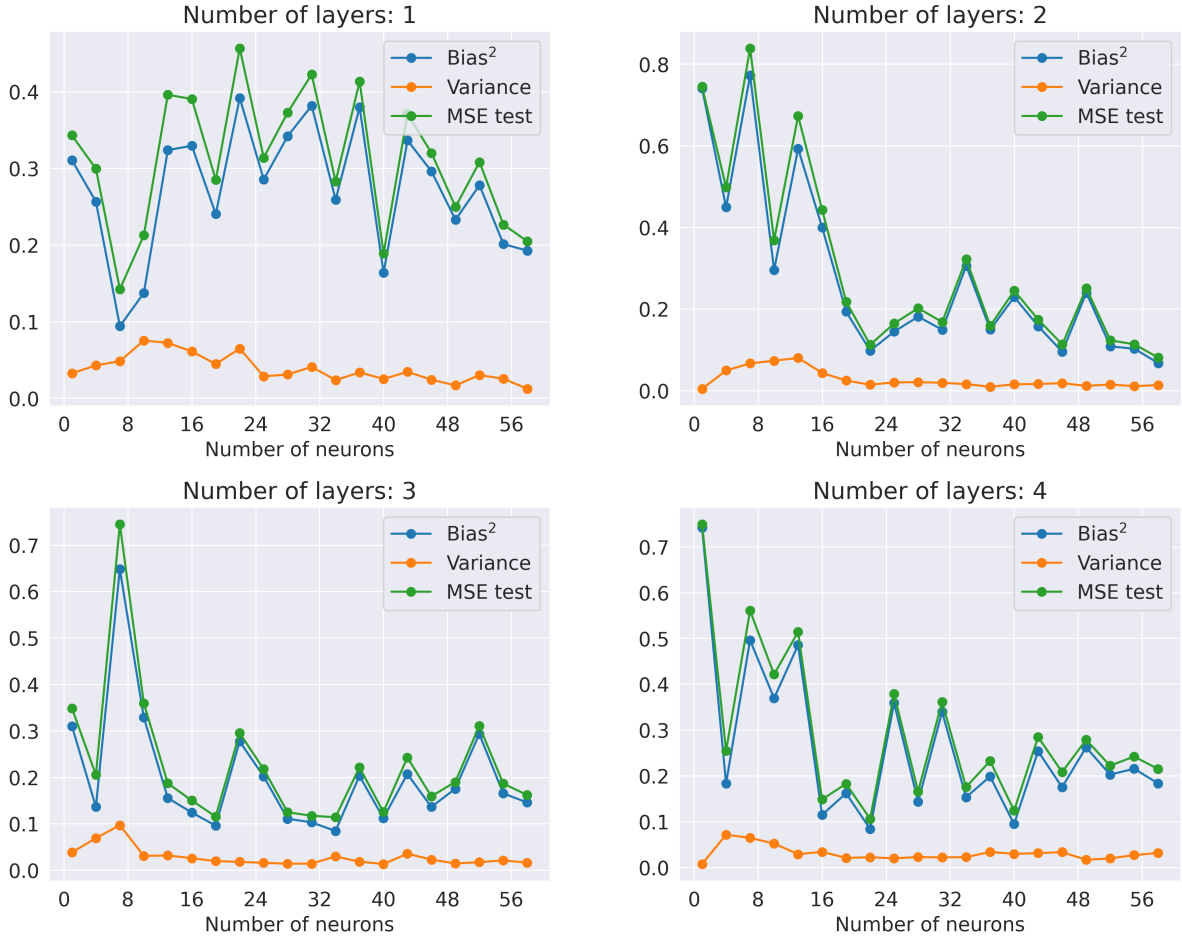 Number of layers: 1
Bias²
Variance
MSE test
0.4
0.3
0.2
0.1
0.0
0 8 16 24 32 40 48 56
Number of neurons
Number of layers: 2
Bias²
Variance
MSE test
0.8
0.6
0.4
0.2
0.0
0 8 16 24 32 40 48 56
Number of neurons
Number of layers: 3
Bias²
Variance
MSE test
0.7
0.6
0.5
0.4
0.3
0.2
0.1
0.0
0 8 16 24 32 40 48 56
Number of neurons
Number of layers: 4
Bias²
Variance
MSE test
0.7
0.6
0.5
0.4
0.3
0.2
0.1
0.0
0 8 16 24 32 40 48 56
Number of neurons